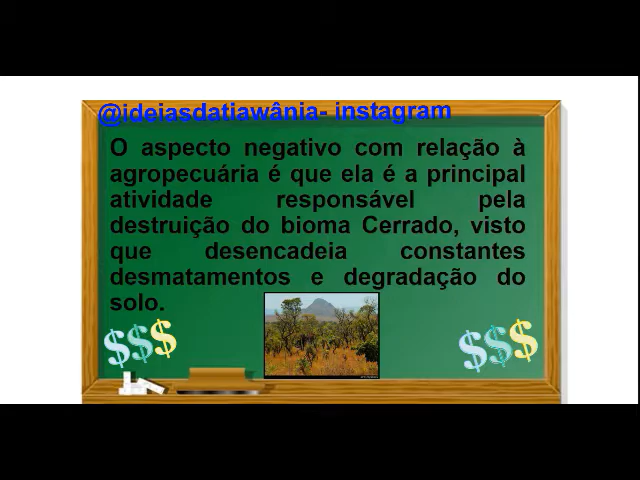 @ideiasdatiawânia- instagram
O aspecto negativo com relação à
agropecuária é que ela é a principal
atividade responsável pela
destruição do bioma Cerrado, visto
que desencadeia constantes
desmatamentos e degradação do
solo.
$$$ $$$